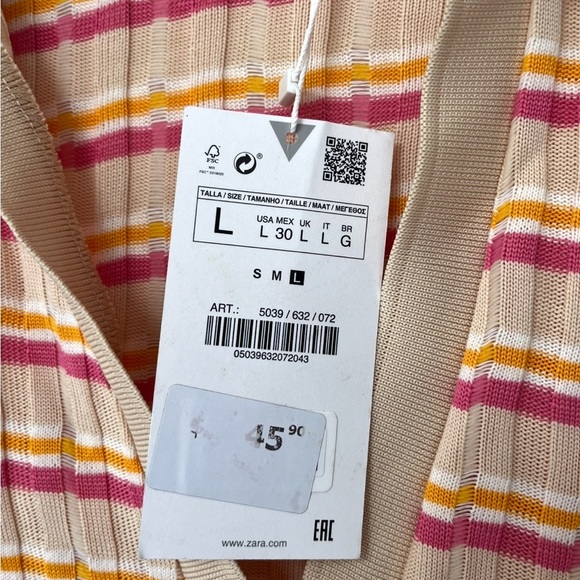 FSC
MIX
®
TALLA / SIZE / TAMANHO / TAILLE / MAAT / ΜΕΓΕΘΟΣ
L
USA MEX UK IT BR
L 30 L L G
S M L
ART.: 5039 / 632 / 072
05039632072043
45 90
www.zara.com
EAC